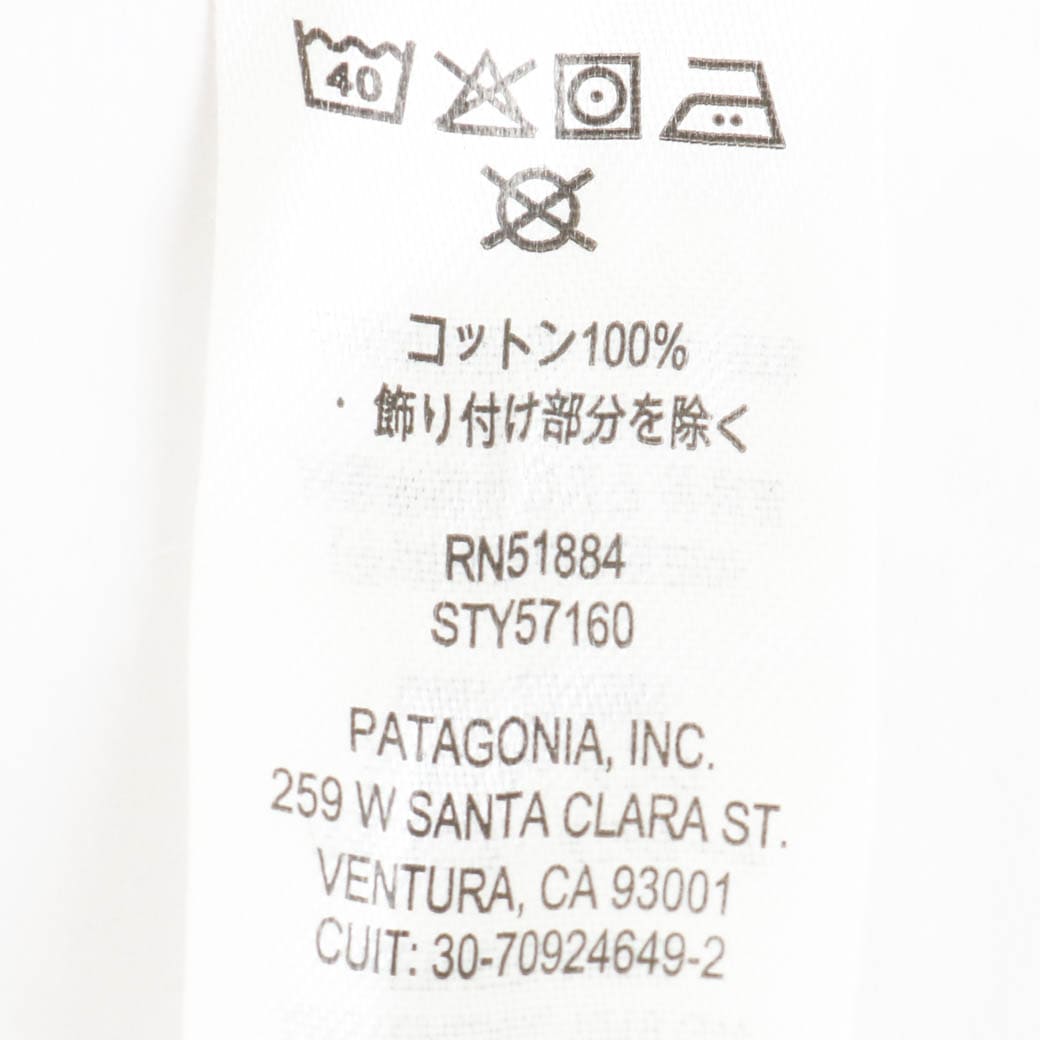 40
コットン100%
・飾り付け部分を除く
RN51884
STY57160
PATAGONIA, INC.
259 W SANTA CLARA ST.
VENTURA, CA 93001
CUIT: 30-70924649-2